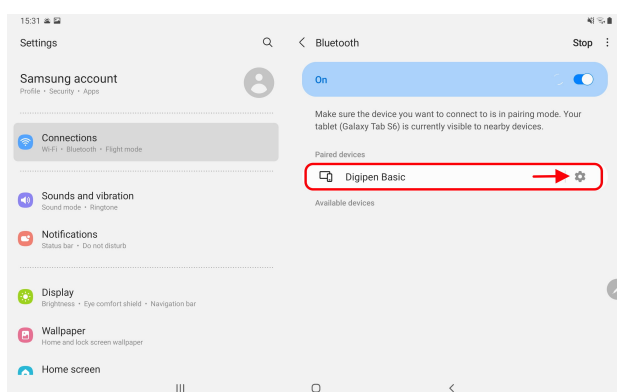 15:31
Settings
Samsung account
Profile • Security • Apps
Connections
Wi-Fi • Bluetooth • Flight mode
Sounds and vibration
Sound mode • Ringtone
Notifications
Status bar • Do not disturb
Display
Brightness • Eye comfort shield • Navigation bar
Wallpaper
Home and lock screen wallpaper
Home screen
Bluetooth
Stop
On
Make sure the device you want to connect to is in pairing mode. Your
tablet (Galaxy Tab S6) is currently visible to nearby devices.
Paired devices
Digipen Basic
Available devices